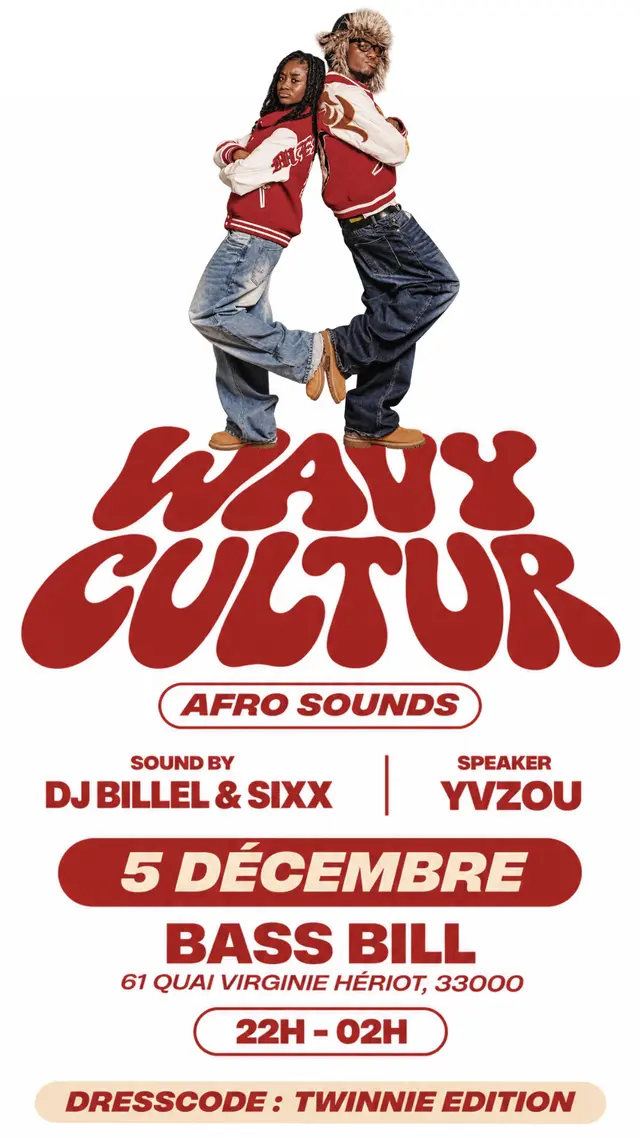 WAVY
CULTUR
AFRO SOUNDS
SOUND BY
DJ BILLEL & SIXX
SPEAKER
YVZOU
5 DÉCEMBRE
BASS BILL
61 QUAI VIRGINIE HÉRIOT, 33000
22H - 02H
DRESSCODE : TWINNIE EDITION